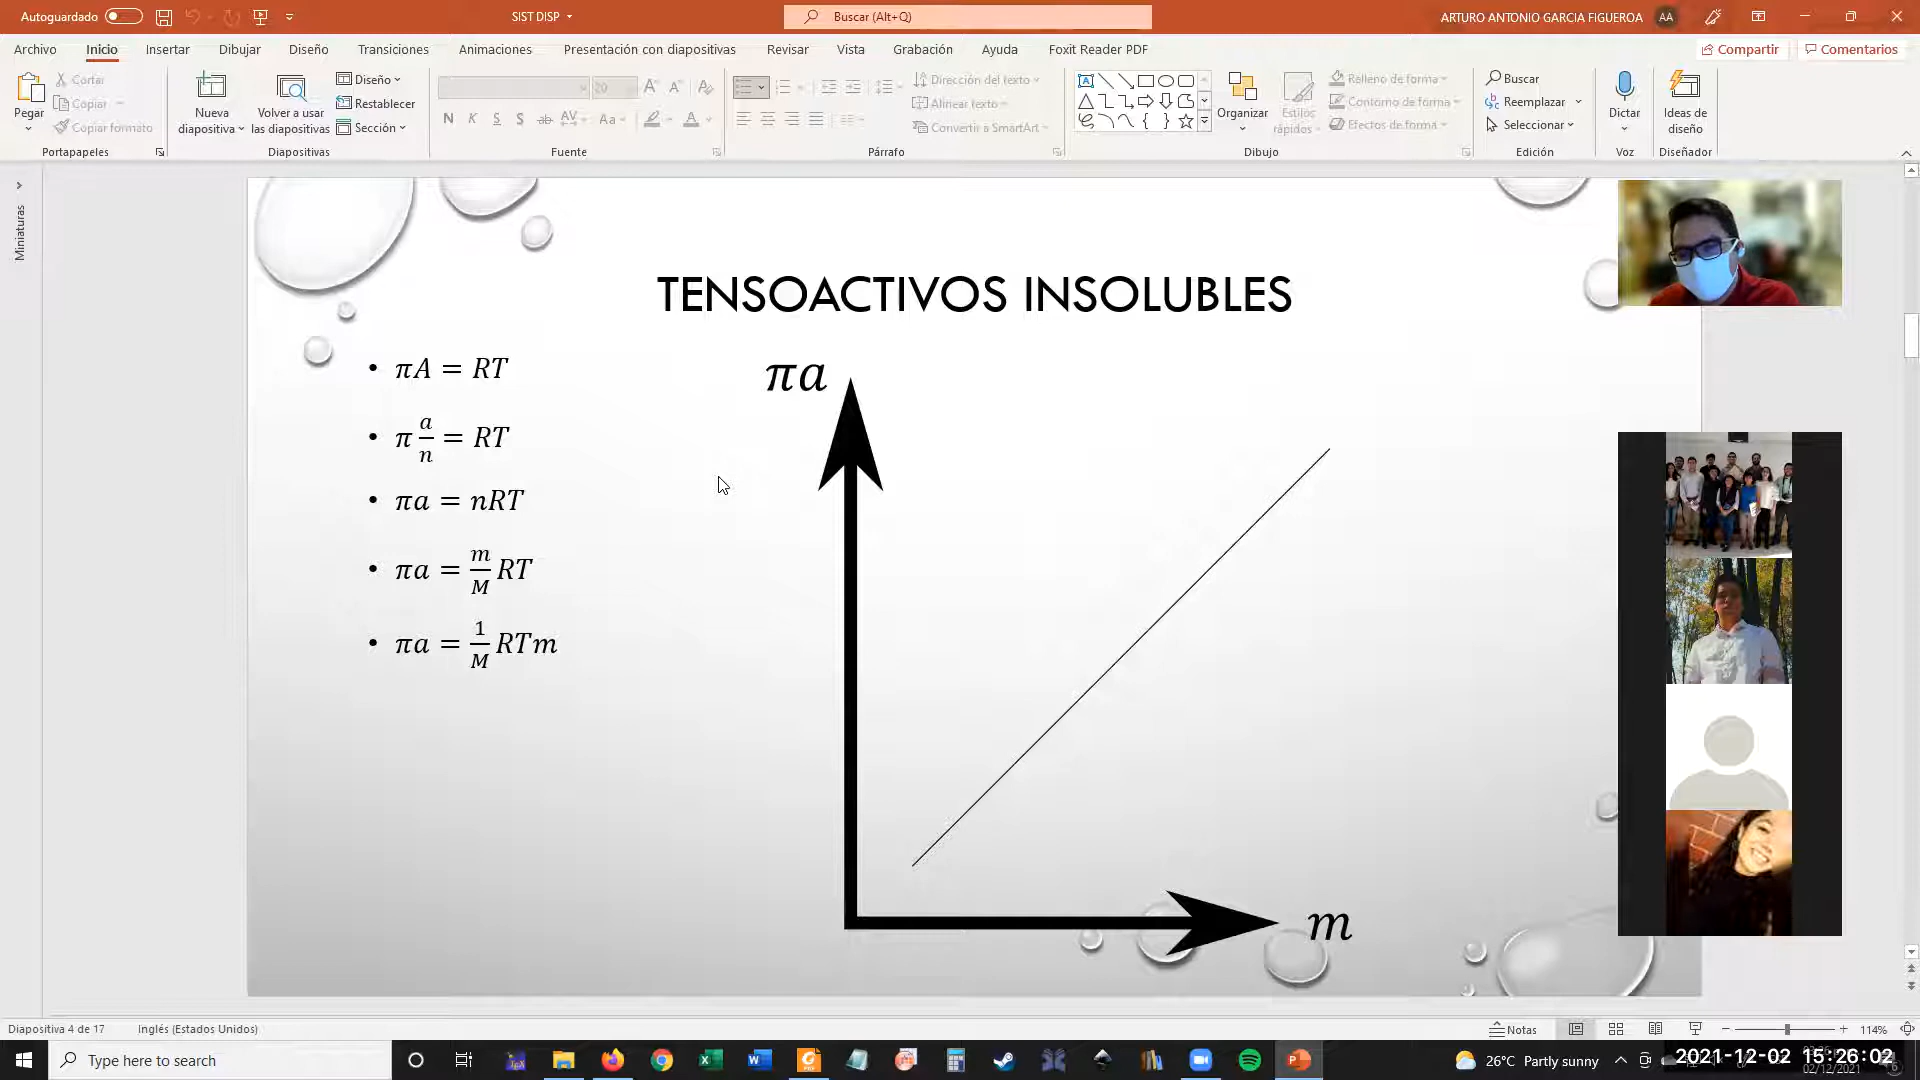 Autoguardado
SIST DISP
Buscar (Alt+Q)
ARTURO ANTONIO GARCIA FIGUEROA
AA
Archivo Inicio Insertar Dibujar Diseño Transiciones Animaciones Presentación con diapositivas Revisar Vista Grabación Ayuda Foxit Reader PDF
Compartir
Comentarios
Pegar
Cortar
Copiar
Copiar formato
Portapapeles
Nueva
diapositiva
Volver a usar
las diapositivas
Diseño
Restablecer
Sección
Diapositivas
20
N K S S ab AV Aa A
Fuente
Dirección del texto
Alinear texto
Convertir a SmartArt
Párrafo
Organizar
Estilos
rápidos
Relleno de forma
Contorno de forma
Efectos de forma
Dibujo
Buscar
Reemplazar
Seleccionar
Edición
Dictar
Voz
Ideas de
diseño
Diseñador
Miniaturas
TENSOACTIVOS INSOLUBLES
• πA = RT
• π a/n = RT
• πa = nRT
• πa = m/M RT
• πa = 1/M RTm
πa
m
Diapositiva 4 de 17
Inglés (Estados Unidos)
Notas
114%
Type here to search
26°C Partly sunny
2021-12-02 15:26:02
02/12/2021